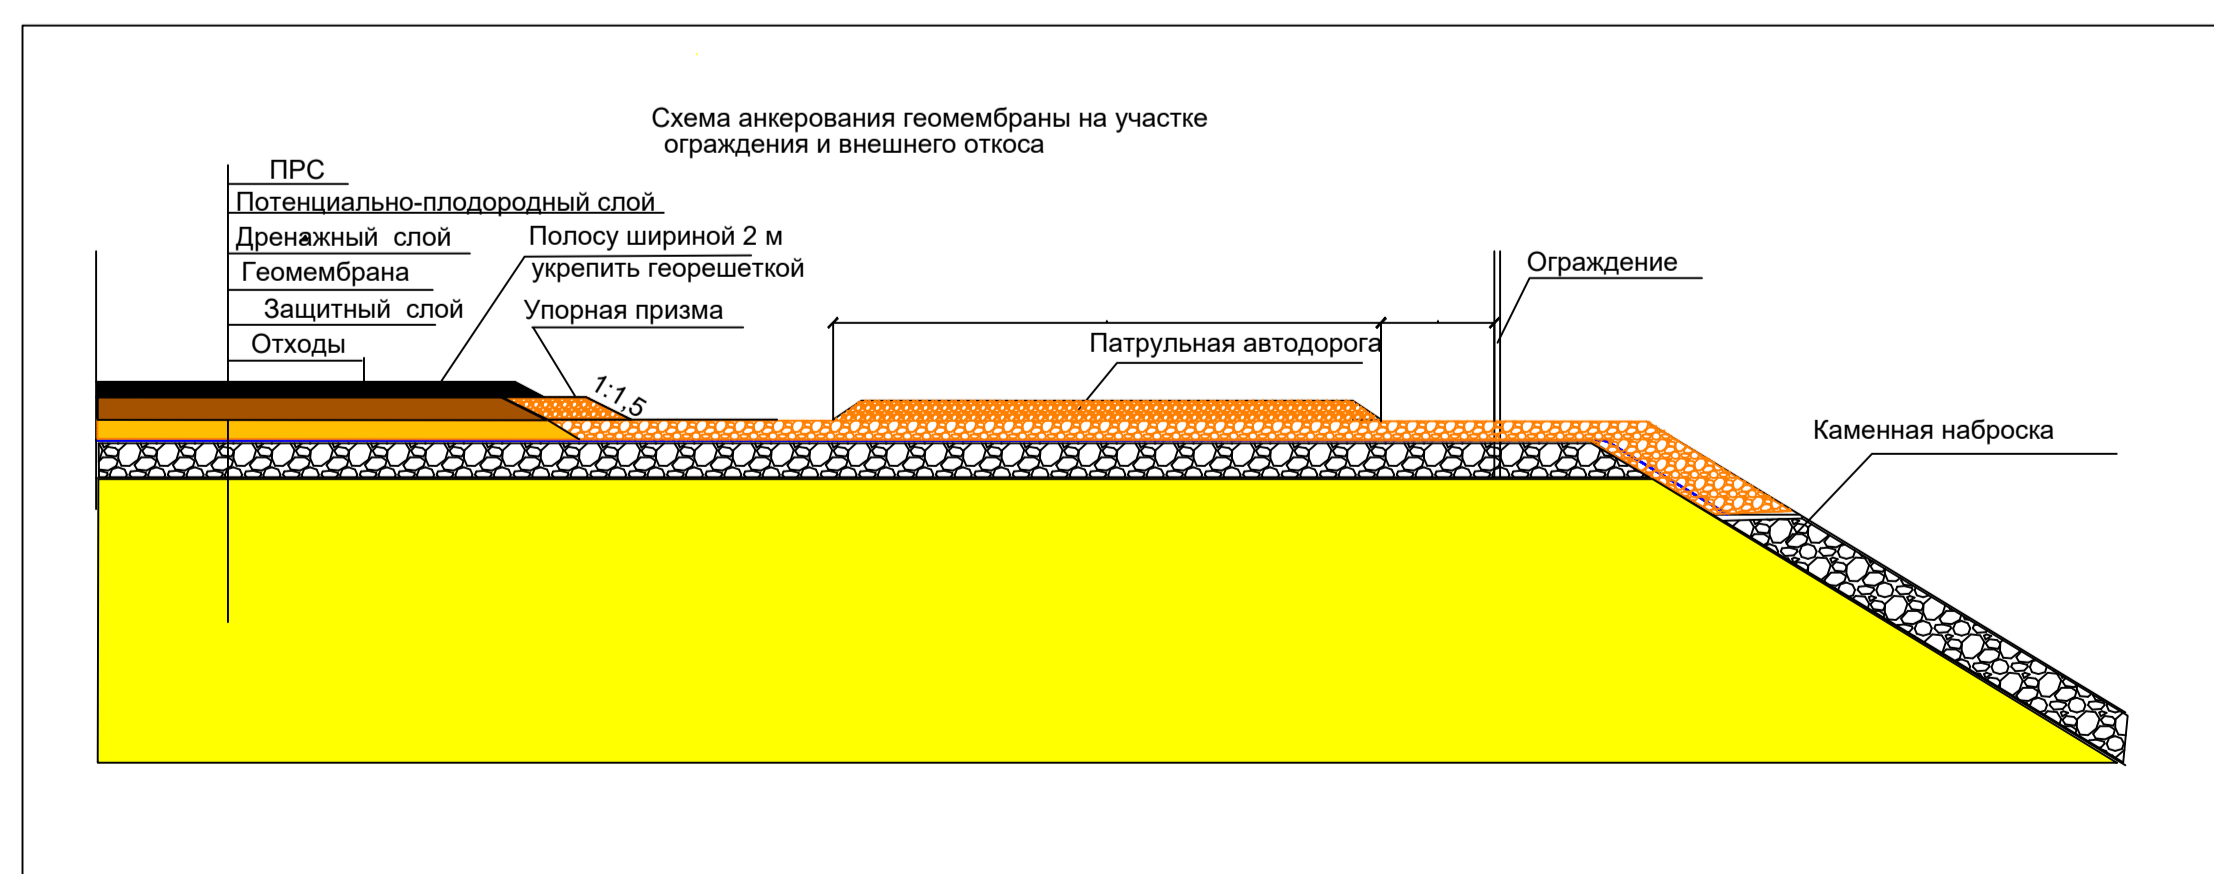 Схема анкерования геомембраны на участке
ограждения и внешнего откоса
ПРС
Потенциально-плодородный слой
Дренажный слой
Геомембрана
Защитный слой
Отходы
Полосу шириной 2 м
укрепить георешеткой
Упорная призма
1:1,5
Патрульная автодорога
Ограждение
Каменная наброска